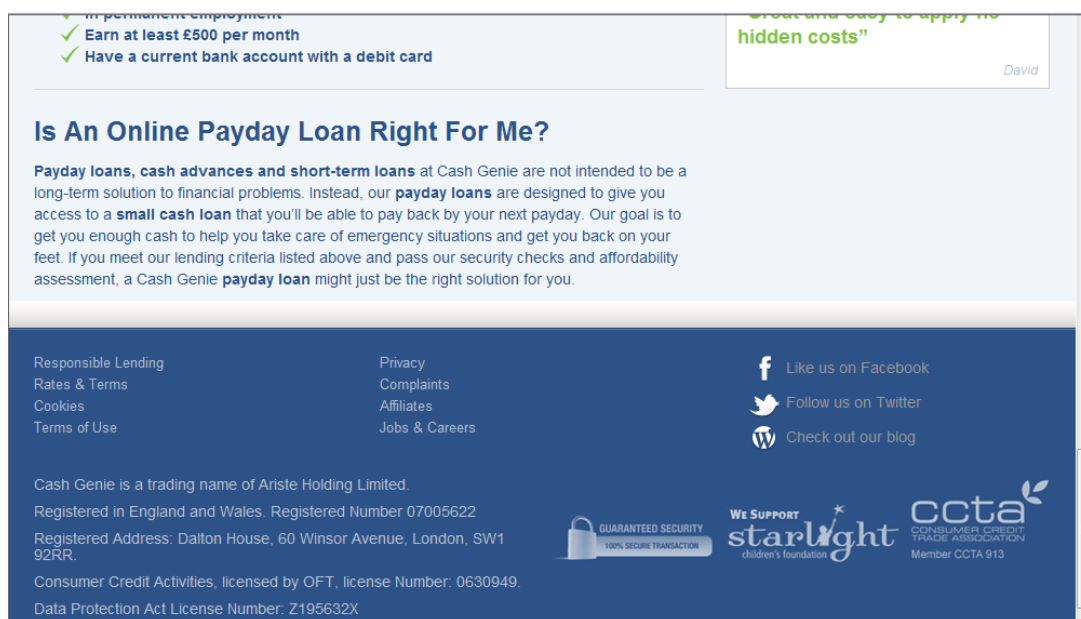 In permanent employment
Earn at least £500 per month
Have a current bank account with a debit card
"Great and easy to apply no
hidden costs”
David
Is An Online Payday Loan Right For Me?
Payday loans, cash advances and short-term loans at Cash Genie are not intended to be a
long-term solution to financial problems. Instead, our payday loans are designed to give you
access to a small cash loan that you'll be able to pay back by your next payday. Our goal is to
get you enough cash to help you take care of emergency situations and get you back on your
feet. If you meet our lending criteria listed above and pass our security checks and affordability
assessment, a Cash Genie payday loan might just be the right solution for you.
Responsible Lending
Rates & Terms
Cookies
Terms of Use
Privacy
Complaints
Affiliates
Jobs & Careers
Like us on Facebook
Follow us on Twitter
Check out our blog
Cash Genie is a trading name of Ariste Holding Limited.
Registered in England and Wales. Registered Number 07005622
Registered Address: Dalton House, 60 Winsor Avenue, London, SW1
92RR.
Consumer Credit Activities, licensed by OFT, license Number: 0630949.
Data Protection Act License Number: Z195632X
GUARANTEED SECURITY
100% SECURE TRANSACTION
WE SUPPORT
starlight
children's foundation
ccta
CONSUMER CREDIT
TRADE ASSOCIATION
Member CCTA 913